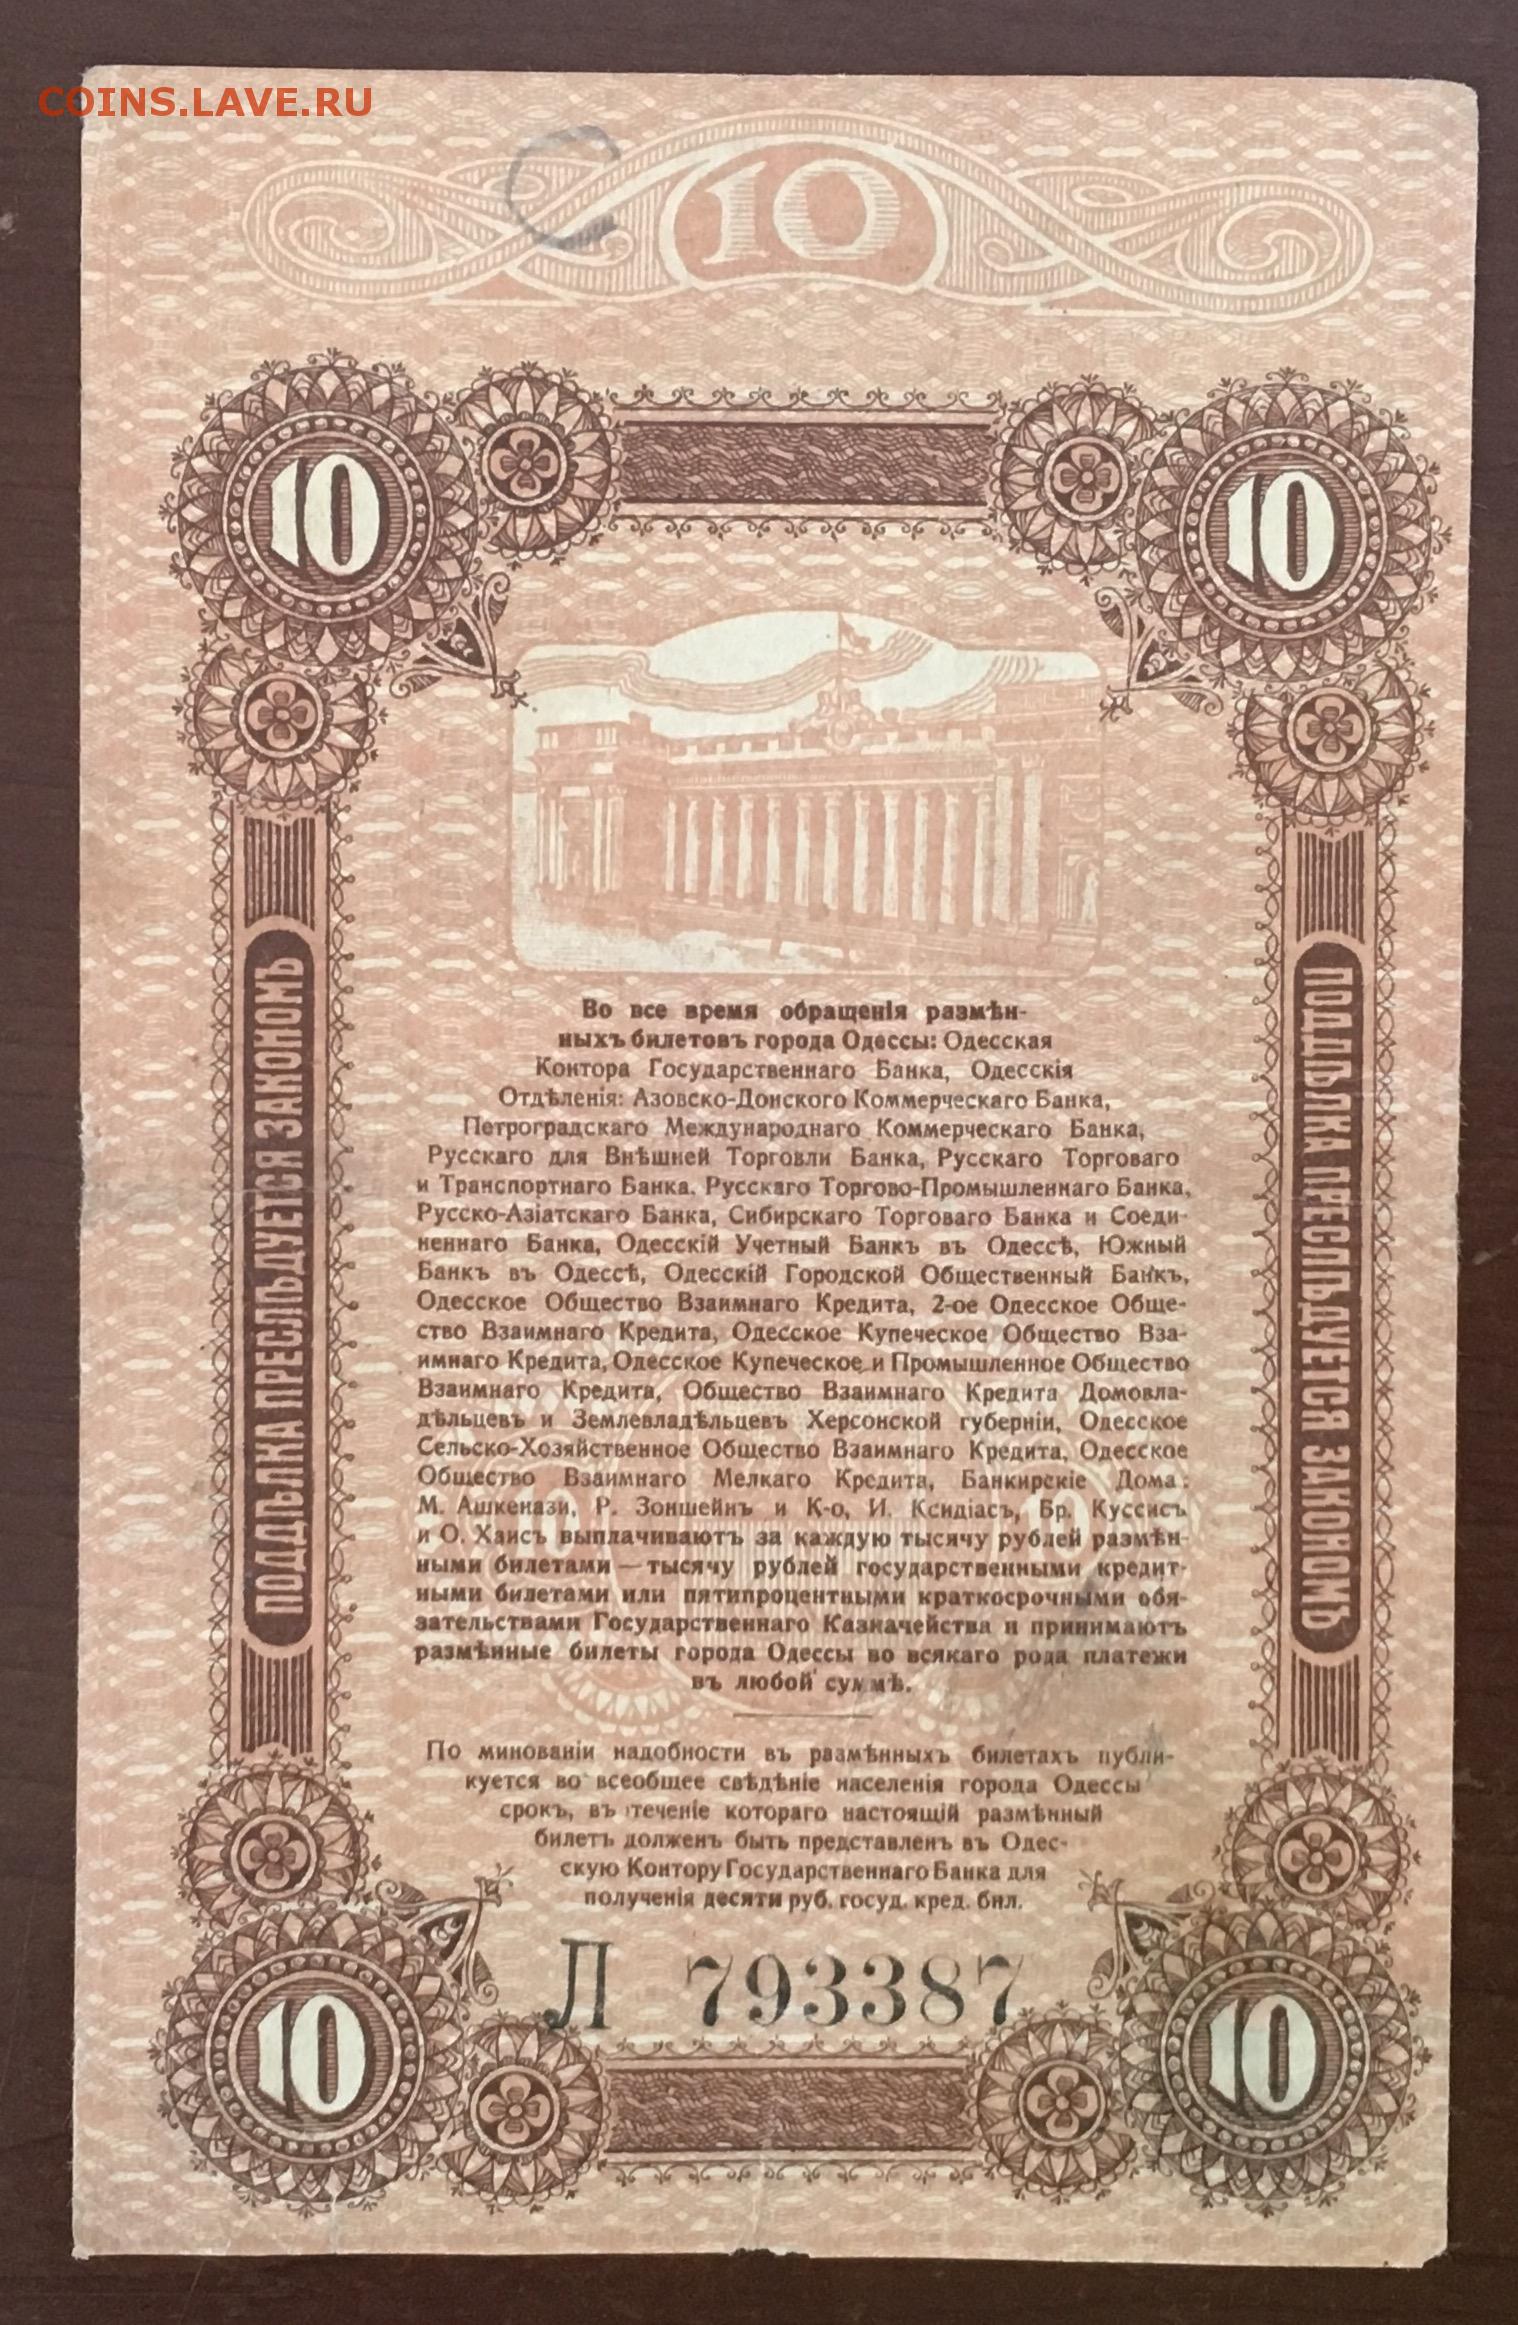 COINS.LAVE.RU
10
10
10
ПОДДѢЛКА ПРЕСЛѢДУЕТСЯ ЗАКОНОМЪ
ПОДДѢЛКА ПРЕСЛѢДУЕТСЯ ЗАКОНОМЪ
Во все время обращенія размѣн-
ныхъ билетовъ города Одессы: Одесская
Контора Государственнаго Банка, Одесскія
Отдѣленія: Азовско-Донского Коммерческаго Банка,
Петроградскаго Международнаго Коммерческаго Банка,
Русскаго для Внѣшней Торговли Банка, Русскаго Торговаго
и Транспортнаго Банка. Русскаго Торгово-Промышленнаго Банка,
Русско-Азіатскаго Банка, Сибирскаго Торговаго Банка и Соеди-
неннаго Банка, Одесскій Учетный Банкъ въ Одессѣ, Южный
Банкъ въ Одессѣ, Одесскій Городской Общественный Банкъ,
Одесское Общество Взаимнаго Кредита, 2-ое Одесское Обще-
ство Взаимнаго Кредита, Одесское Купеческое Общество Вза-
имнаго Кредита, Одесское Купеческое и Промышленное Общество
Взаимнаго Кредита, Общество Взаимнаго Кредита Домовла-
дѣльцевъ и Землевладѣльцевъ Херсонской губерніи, Одесское
Сельско-Хозяйственное Общество Взаимнаго Кредита, Одесское
Общество Взаимнаго Мелкаго Кредита, Банкирскіе Дома:
М. Ашкенази, Р. Зоншейнъ и К-о, И. Ксидіасъ, Бр. Куссисъ
и О. Хаисъ выплачиваютъ за каждую тысячу рублей размѣн-
ными билетами — тысячу рублей государственными кредит-
ными билетами или пятипроцентными краткосрочными обя-
зательствами Государственнаго Казначейства и принимаютъ
размѣнные билеты города Одессы во всякаго рода платежи
въ любой суммѣ.
По минованіи надобности въ размѣнныхъ билетахъ публи-
куется во всеобщее свѣдѣніе населенія города Одессы
срокъ, въ теченіе котораго настоящій размѣнный
билетъ долженъ быть представленъ въ Одес-
скую Контору Государственнаго Банка для
полученія десяти руб. госуд. кред. бил.
Л 793387
10
10